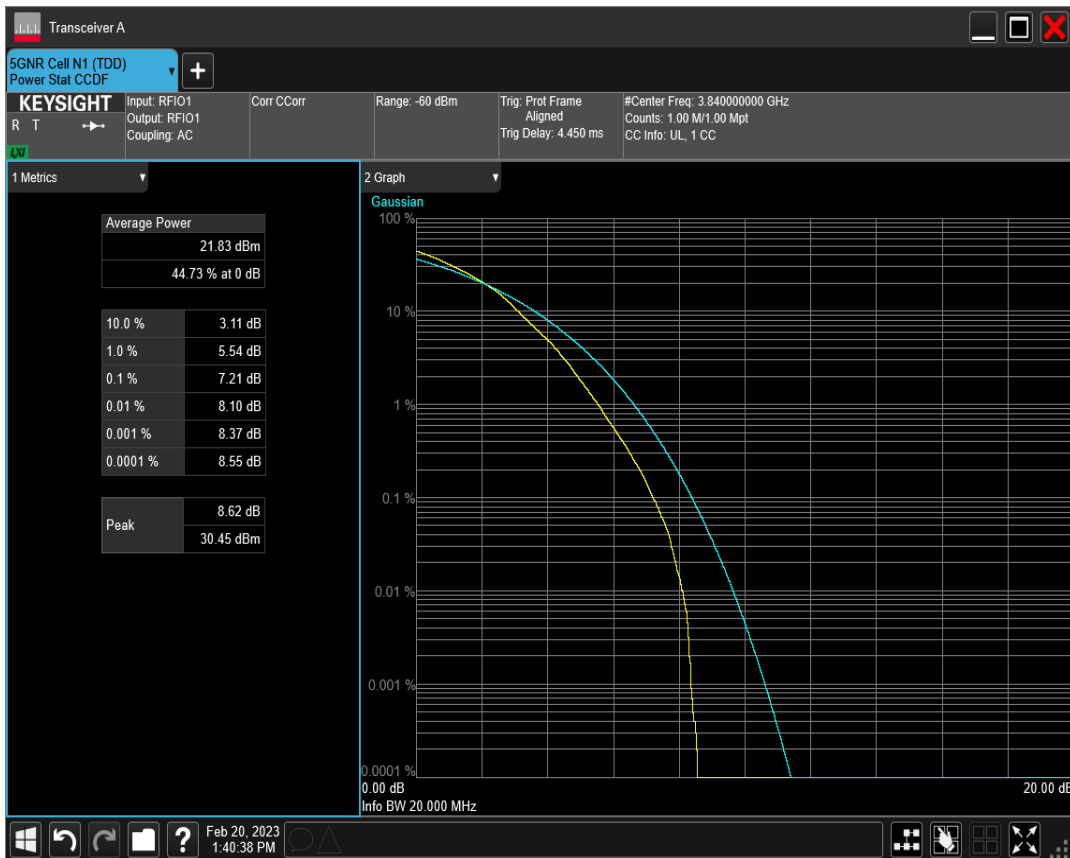 Transceiver A
5GNR Cell N1 (TDD)
Power Stat CCDF
+
KEYSIGHT
R T
LXI
Input: RFIO1
Output: RFIO1
Coupling: AC
Corr CCorr
Range: -60 dBm
Trig: Prot Frame
Aligned
Trig Delay: 4.450 ms
#Center Freq: 3.840000000 GHz
Counts: 1.00 M/1.00 Mpt
CC Info: UL, 1 CC
1 Metrics
Average Power
21.83 dBm
44.73 % at 0 dB
10.0 % 3.11 dB
1.0 % 5.54 dB
0.1 % 7.21 dB
0.01 % 8.10 dB
0.001 % 8.37 dB
0.0001 % 8.55 dB
Peak 8.62 dB
30.45 dBm
2 Graph
Gaussian
100 %
10 %
1 %
0.1 %
0.01 %
0.001 %
0.0001 %
0.00 dB 20.00 dB
Info BW 20.000 MHz
?
Feb 20, 2023
1:40:38 PM